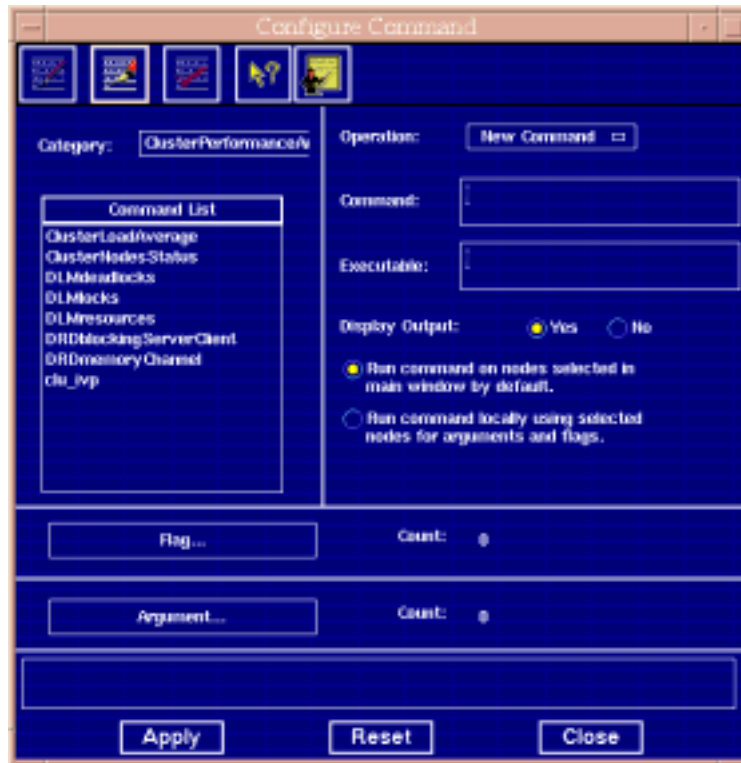 Configure Command
Category:
ClusterPerformance/
Operation:
New Command
Command List
ClusterLoadAverage
ClusterNodesStatus
DLMdeadlocks
DLMlocks
DLMresources
DRDblockingServerClient
DRDmemoryChannel
clu_ivp
Command:
Executable:
Display Output:
Yes
No
Run command on nodes selected in
main window by default.
Run command locally using selected
nodes for arguments and flags.
Flag...
Count:
0
Argument...
Count:
0
Apply
Reset
Close